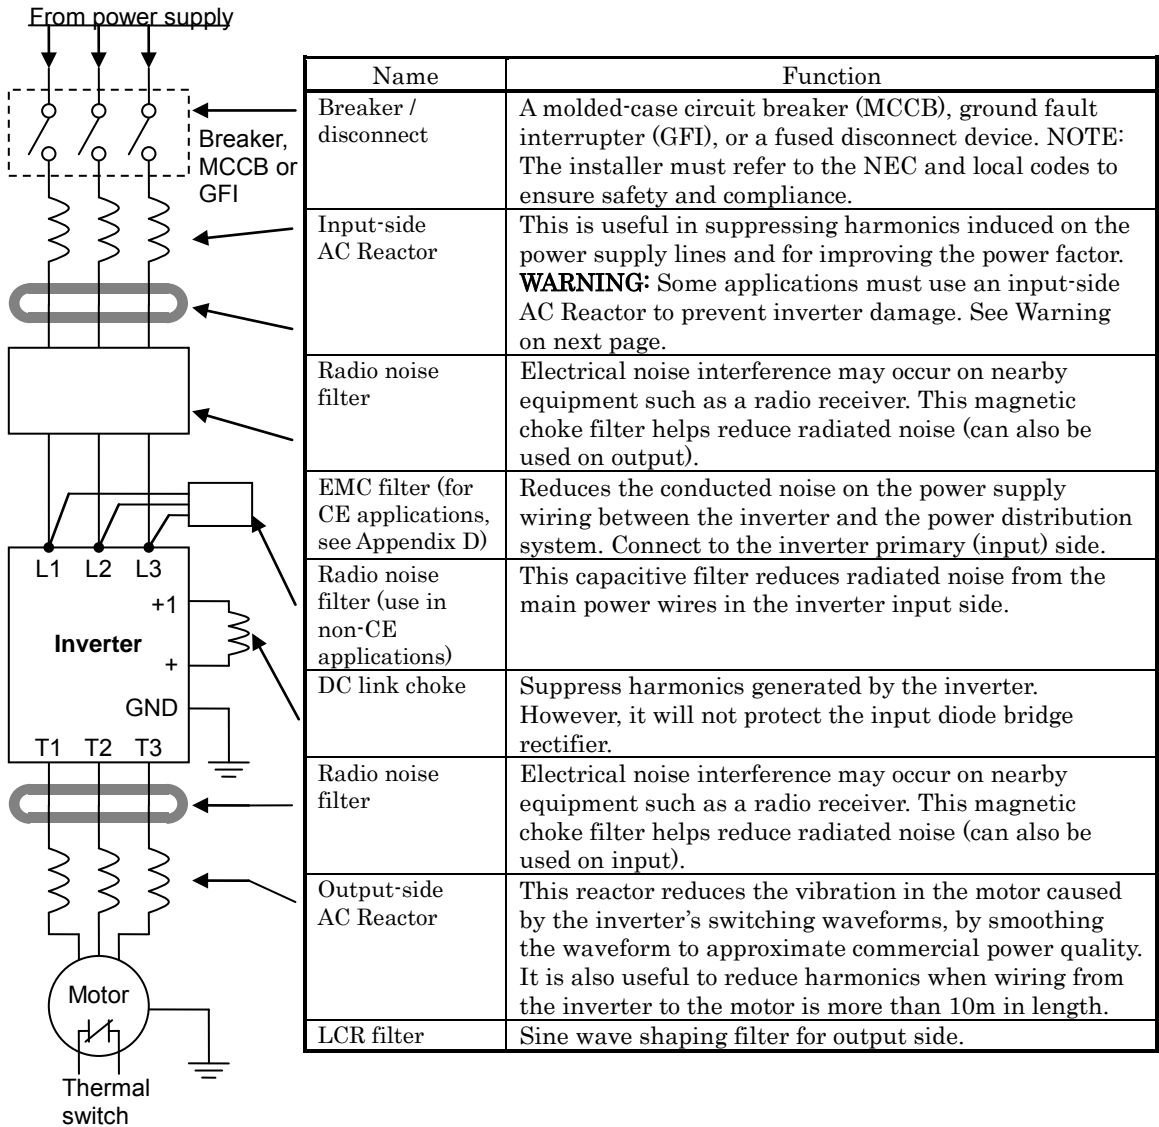 From power supply
Breaker,
MCCB or
GFI
L1 L2 L3
+1
Inverter
+
GND
T1 T2 T3
Motor
Thermal
switch
Name Function
Breaker /
disconnect
A molded-case circuit breaker (MCCB), ground fault
interrupter (GFI), or a fused disconnect device. NOTE:
The installer must refer to the NEC and local codes to
ensure safety and compliance.
Input-side
AC Reactor
This is useful in suppressing harmonics induced on the
power supply lines and for improving the power factor.
WARNING: Some applications must use an input-side
AC Reactor to prevent inverter damage. See Warning
on next page.
Radio noise
filter
Electrical noise interference may occur on nearby
equipment such as a radio receiver. This magnetic
choke filter helps reduce radiated noise (can also be
used on output).
EMC filter (for
CE applications,
see Appendix D)
Reduces the conducted noise on the power supply
wiring between the inverter and the power distribution
system. Connect to the inverter primary (input) side.
Radio noise
filter (use in
non-CE
applications)
This capacitive filter reduces radiated noise from the
main power wires in the inverter input side.
DC link choke
Suppress harmonics generated by the inverter.
However, it will not protect the input diode bridge
rectifier.
Radio noise
filter
Electrical noise interference may occur on nearby
equipment such as a radio receiver. This magnetic
choke filter helps reduce radiated noise (can also be
used on input).
Output-side
AC Reactor
This reactor reduces the vibration in the motor caused
by the inverter's switching waveforms, by smoothing
the waveform to approximate commercial power quality.
It is also useful to reduce harmonics when wiring from
the inverter to the motor is more than 10m in length.
LCR filter
Sine wave shaping filter for output side.